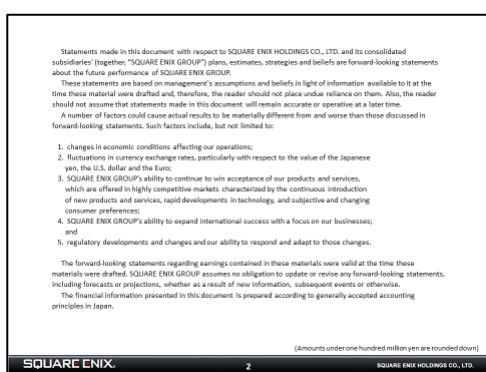 Statements made in this document with respect to SQUARE ENIX HOLDINGS CO., LTD. and its consolidated
subsidiaries' (together, "SQUARE ENIX GROUP") plans, estimates, strategies and beliefs are forward-looking statements
about the future performance of SQUARE ENIX GROUP.
These statements are based on management's assumptions and beliefs in light of information available to it at the
time these material were drafted and, therefore, the reader should not place undue reliance on them. Also, the reader
should not assume that statements made in this document will remain accurate or operative at a later time.
A number of factors could cause actual results to be materially different from and worse than those discussed in
forward-looking statements. Such factors include, but not limited to:
1. changes in economic conditions affecting our operations;
2. fluctuations in currency exchange rates, particularly with respect to the value of the Japanese
yen, the U.S. dollar and the Euro;
3. SQUARE ENIX GROUP's ability to continue to win acceptance of our products and services,
which are offered in highly competitive markets characterized by the continuous introduction
of new products and services, rapid developments in technology, and subjective and changing
consumer preferences;
4. SQUARE ENIX GROUP's ability to expand international success with a focus on our businesses;
and
5. regulatory developments and changes and our ability to respond and adapt to those changes.
The forward-looking statements regarding earnings contained in these materials were valid at the time these
materials were drafted. SQUARE ENIX GROUP assumes no obligation to update or revise any forward-looking statements,
including forecasts or projections, whether as a result of new information, subsequent events or otherwise.
The financial information presented in this document is prepared according to generally accepted accounting
principles in Japan.
(Amounts under one hundred million yen are rounded down)
SQUARE ENIX. 2 SQUARE ENIX HOLDINGS CO., LTD.